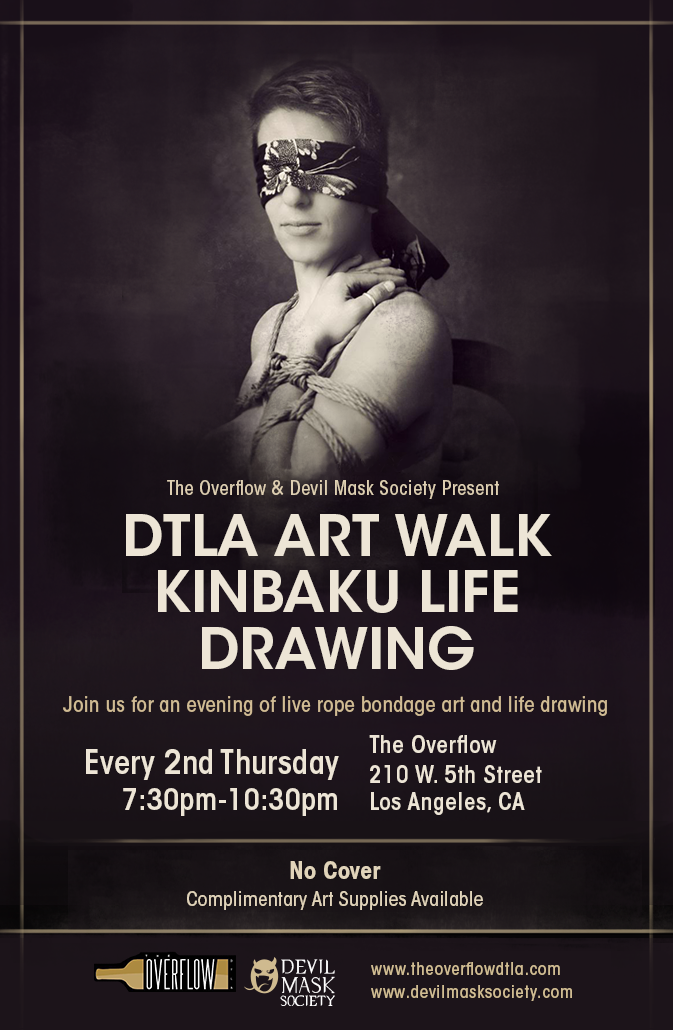 The Overflow & Devil Mask Society Present
DTLA ART WALK
KINBAKU LIFE
DRAWING
Join us for an evening of live rope bondage art and life drawing
Every 2nd Thursday
7:30pm-10:30pm
The Overflow
210 W. 5th Street
Los Angeles, CA
No Cover
Complimentary Art Supplies Available
OVERFLOW
DEVIL
MASK
SOCIETY
www.theoverflowdtla.com
www.devilmasksociety.com